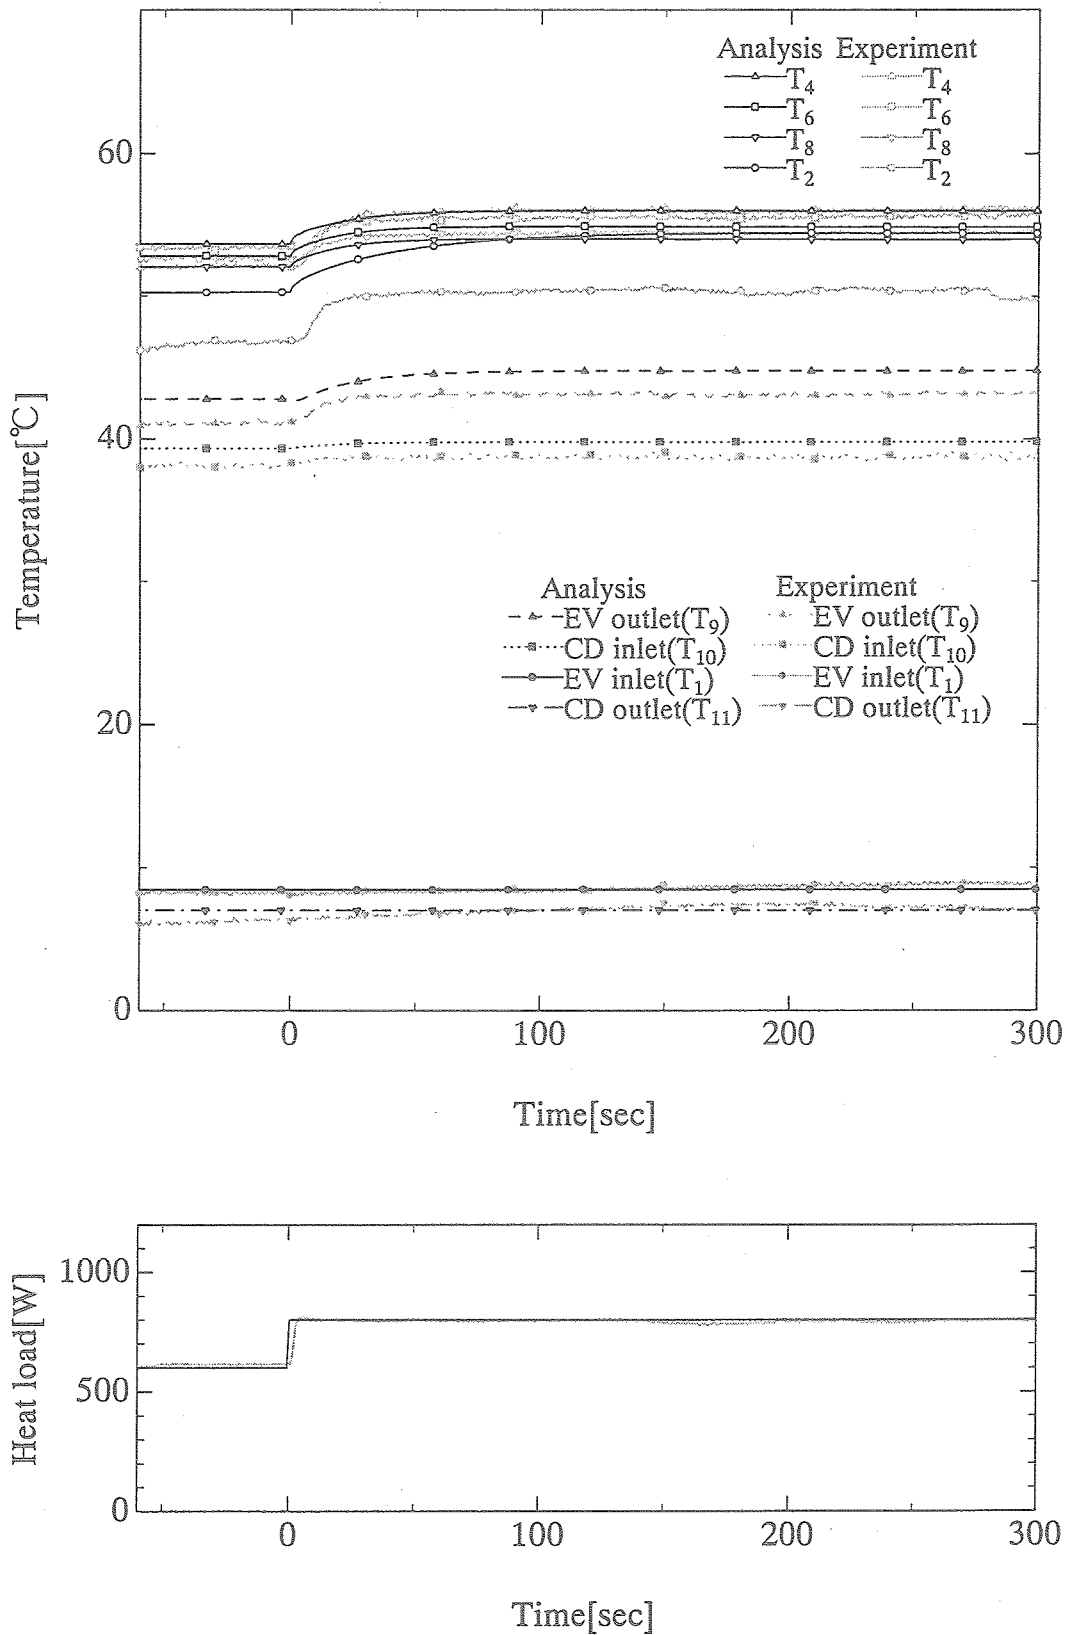 Analysis Experiment
T4 T4
T6 T6
T8 T8
T2 T2
60
40
20
0
Temperature[℃]
Analysis Experiment
EV outlet(T9) EV outlet(T9)
CD inlet(T10) CD inlet(T10)
EV inlet(T1) EV inlet(T1)
CD outlet(T11) CD outlet(T11)
0 100 200 300
Time[sec]
1000
500
0
Heat load[W]
0 100 200 300
Time[sec]